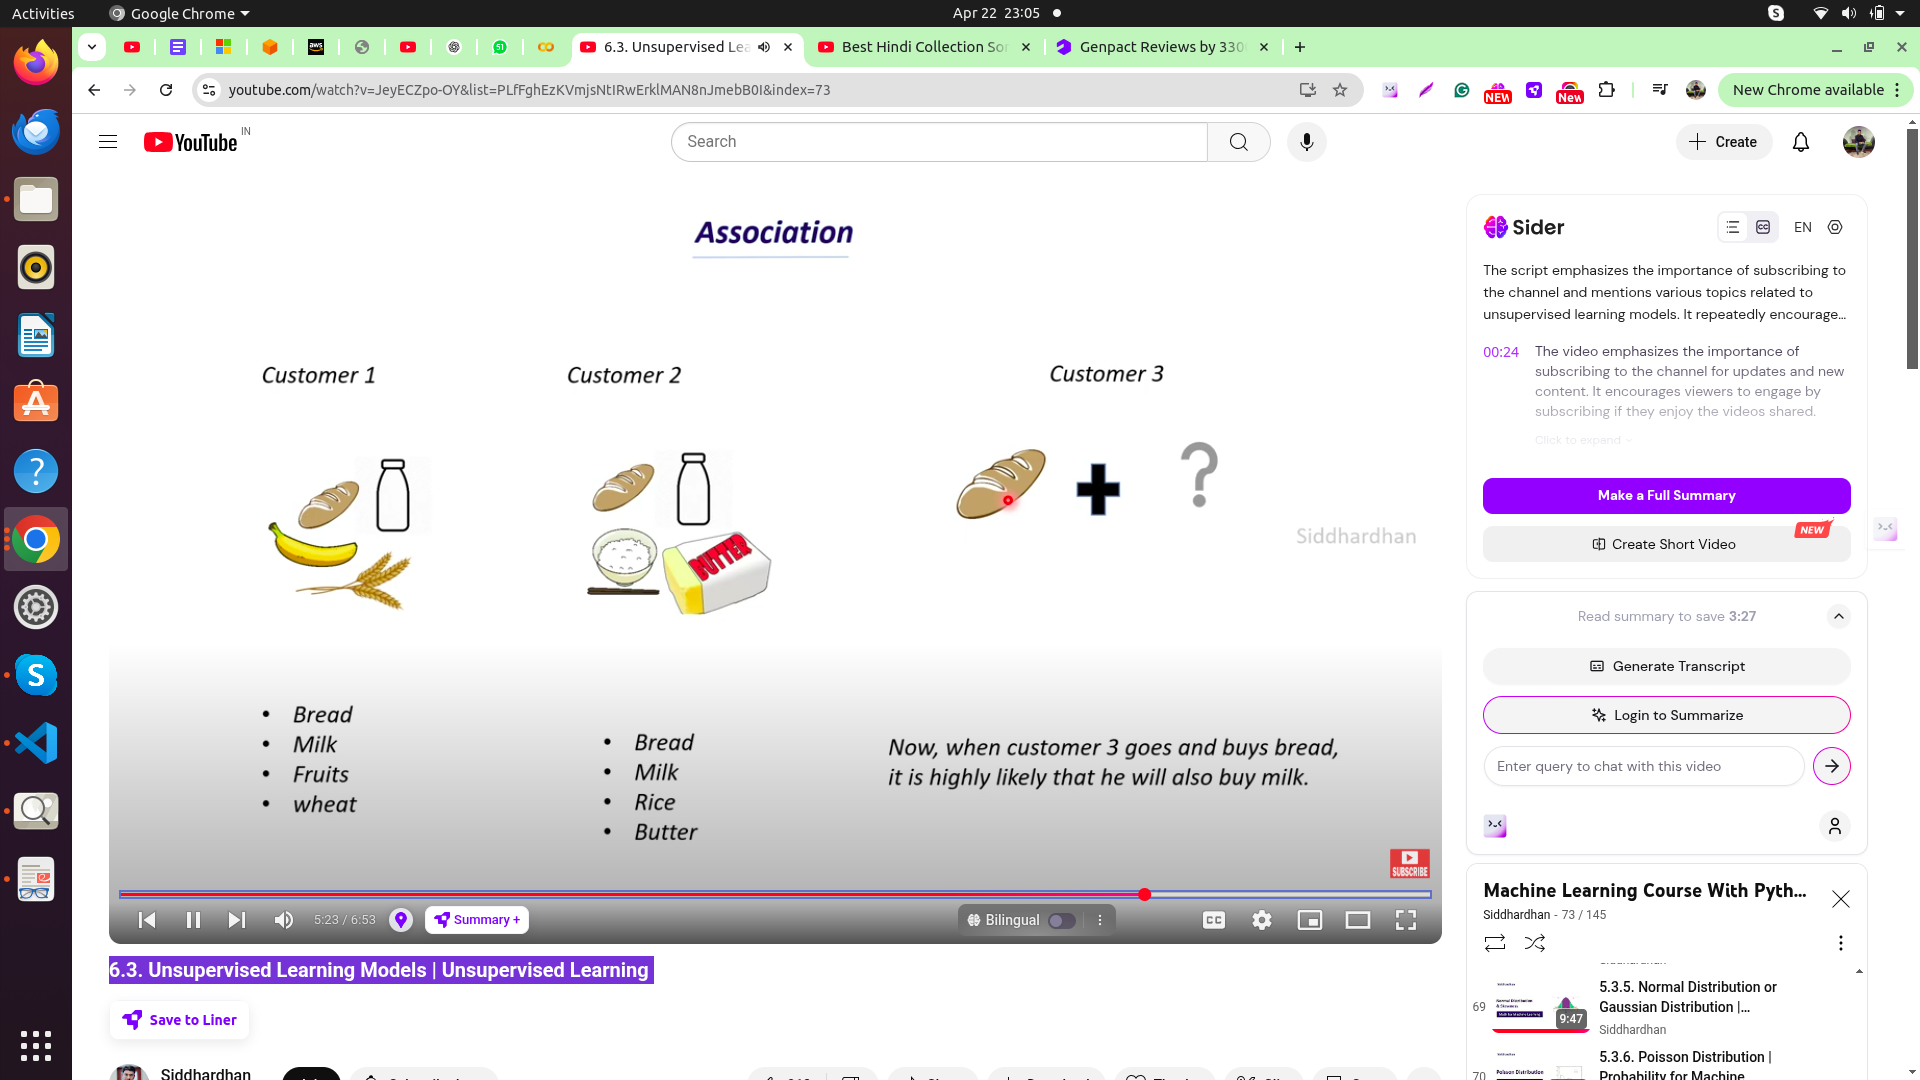 Activities
Google Chrome
Apr 22 23:05
6.3. Unsupervised Lea
Best Hindi Collection Son
Genpact Reviews by 330
youtube.com/watch?v=JeyECZpo-OY&list=PLfFghEzKVmjsNtIRwErklMAN8nJmebB0I&index=73
NEW
New
New Chrome available
YouTube
IN
Search
Create
Association
Customer 1
Customer 2
Customer 3
BUTTER
Siddhardhan
Bread
Milk
Fruits
wheat
Bread
Milk
Rice
Butter
Now, when customer 3 goes and buys bread,
it is highly likely that he will also buy milk.
SUBSCRIBE
5:23 / 6:53
Summary +
Bilingual
CC
6.3. Unsupervised Learning Models | Unsupervised Learning
Save to Liner
Siddhardhan
Sider
EN
The script emphasizes the importance of subscribing to
the channel and mentions various topics related to
unsupervised learning models. It repeatedly encourage...
00:24
The video emphasizes the importance of
subscribing to the channel for updates and new
content. It encourages viewers to engage by
subscribing if they enjoy the videos shared.
Click to expand
Make a Full Summary
NEW
Create Short Video
Read summary to save 3:27
Generate Transcript
Login to Summarize
Enter query to chat with this video
Machine Learning Course With Pyth...
Siddhardhan - 73 / 145
69
9:47
5.3.5. Normal Distribution or
Gaussian Distribution |...
Siddhardhan
70
5.3.6. Poisson Distribution |
Probability for Machine